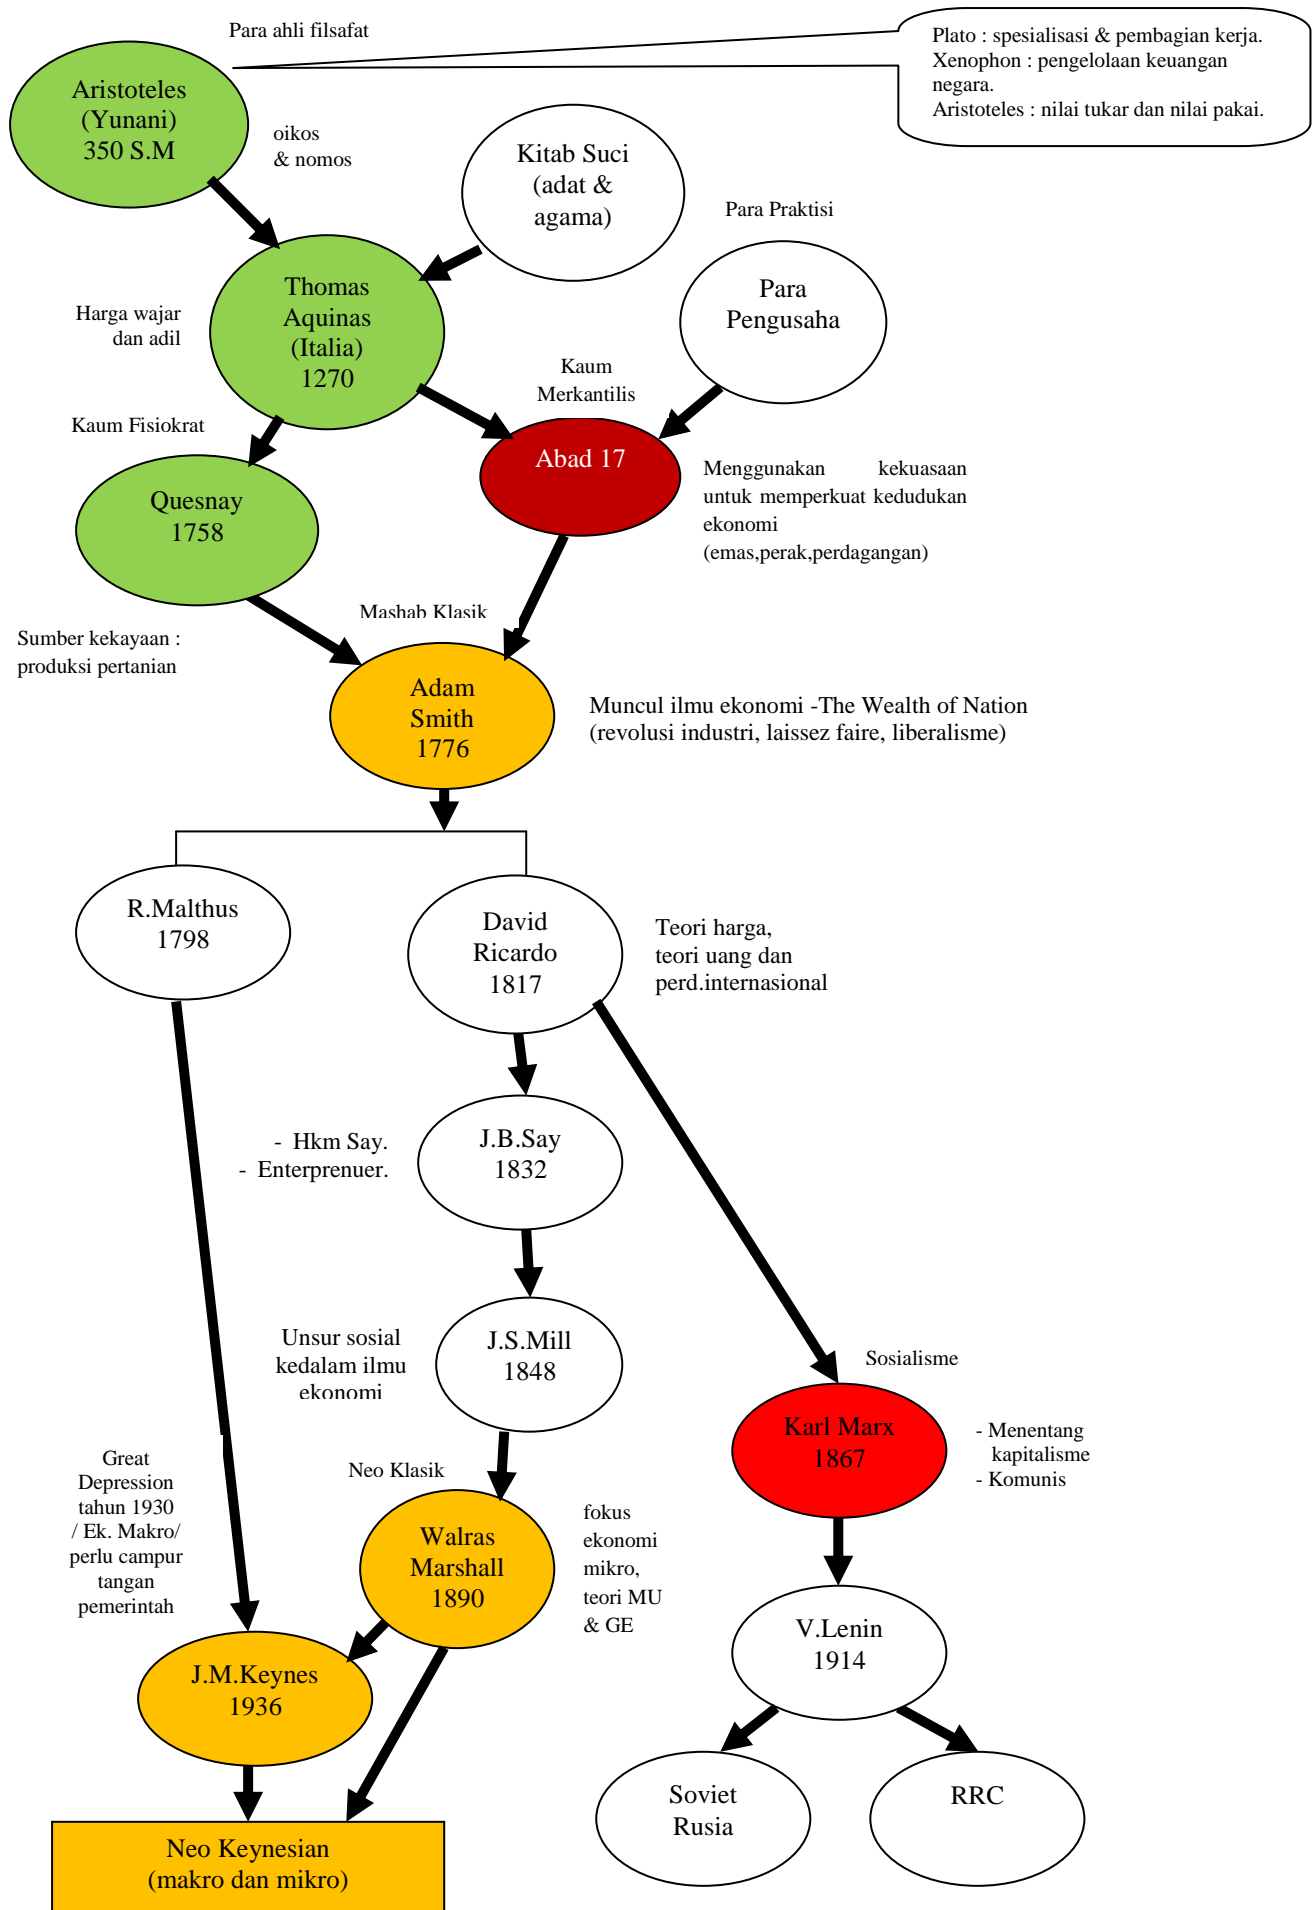 Para ahli filsafat
Plato : spesialisasi & pembagian kerja.
Xenophon : pengelolaan keuangan
negara.
Aristoteles : nilai tukar dan nilai pakai.
Aristoteles
(Yunani)
350 S.M
oikos
& nomos
Kitab Suci
(adat &
agama)
Para Praktisi
Para
Pengusaha
Thomas
Aquinas
(Italia)
1270
Harga wajar
dan adil
Kaum
Merkantilis
Kaum Fisiokrat
Abad 17
Menggunakan kekuasaan
untuk memperkuat kedudukan
ekonomi
(emas,perak,perdagangan)
Quesnay
1758
Mashab Klasik
Sumber kekayaan :
produksi pertanian
Adam
Smith
1776
Muncul ilmu ekonomi -The Wealth of Nation
(revolusi industri, laissez faire, liberalisme)
R.Malthus
1798
David
Ricardo
1817
Teori harga,
teori uang dan
perd.internasional
- Hkm Say.
- Enterprenuer.
J.B.Say
1832
Unsur sosial
kedalam ilmu
ekonomi
J.S.Mill
1848
Sosialisme
Karl Marx
1867
- Menentang
kapitalisme
- Komunis
Great
Depression
tahun 1930
/ Ek. Makro/
perlu campur
tangan
pemerintah
Neo Klasik
Walras
Marshall
1890
fokus
ekonomi
mikro,
teori MU
& GE
V.Lenin
1914
J.M.Keynes
1936
Soviet
Rusia
RRC
Neo Keynesian
(makro dan mikro)